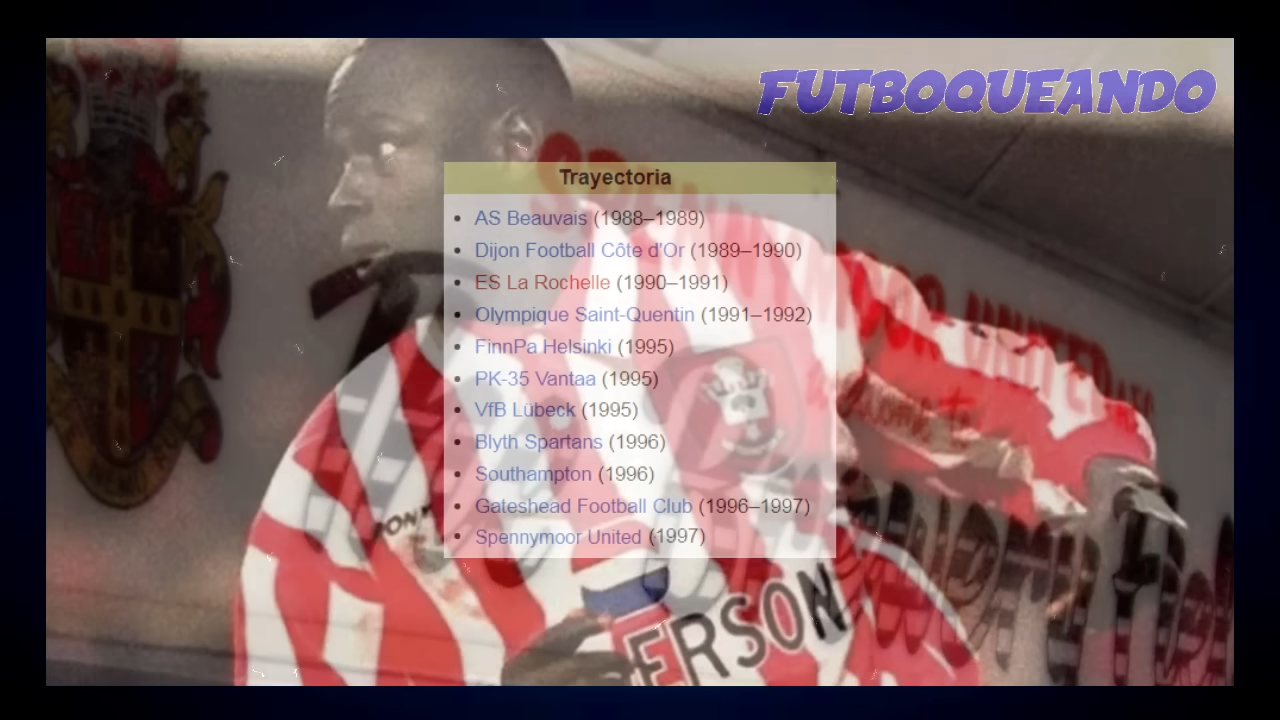 FUTBOQUEANDO
Trayectoria
• AS Beauvais (1988–1989)
• Dijon Football Côte d'Or (1989–1990)
• ES La Rochelle (1990–1991)
• Olympique Saint-Quentin (1991–1992)
• FinnPa Helsinki (1995)
• PK-35 Vantaa (1995)
• VfB Lübeck (1995)
• Blyth Spartans (1996)
• Southampton (1996)
• Gateshead Football Club (1996–1997)
• Spennymoor United (1997)
UNITED
ERSON